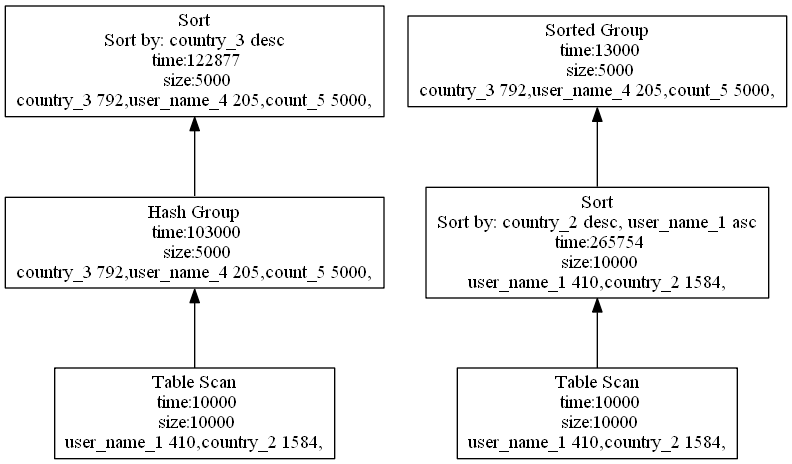 Sort
Sort by: country_3 desc
time:122877
size:5000
country_3 792,user_name_4 205,count_5 5000,
Hash Group
time:103000
size:5000
country_3 792,user_name_4 205,count_5 5000,
Table Scan
time:10000
size:10000
user_name_1 410,country_2 1584,
Sorted Group
time:13000
size:5000
country_3 792,user_name_4 205,count_5 5000,
Sort
Sort by: country_2 desc, user_name_1 asc
time:265754
size:10000
user_name_1 410,country_2 1584,
Table Scan
time:10000
size:10000
user_name_1 410,country_2 1584,